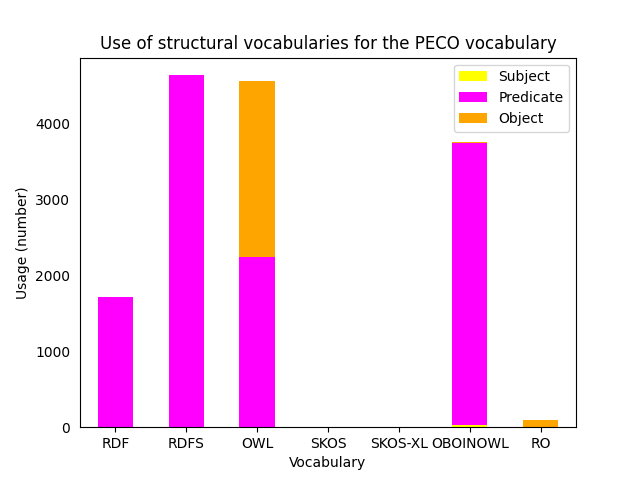 Use of structural vocabularies for the PECO vocabulary
Subject
Predicate
Object
Usage (number)
4000
3000
2000
1000
0
RDF RDFS OWL SKOS SKOS-XL OBOINOWL RO
Vocabulary